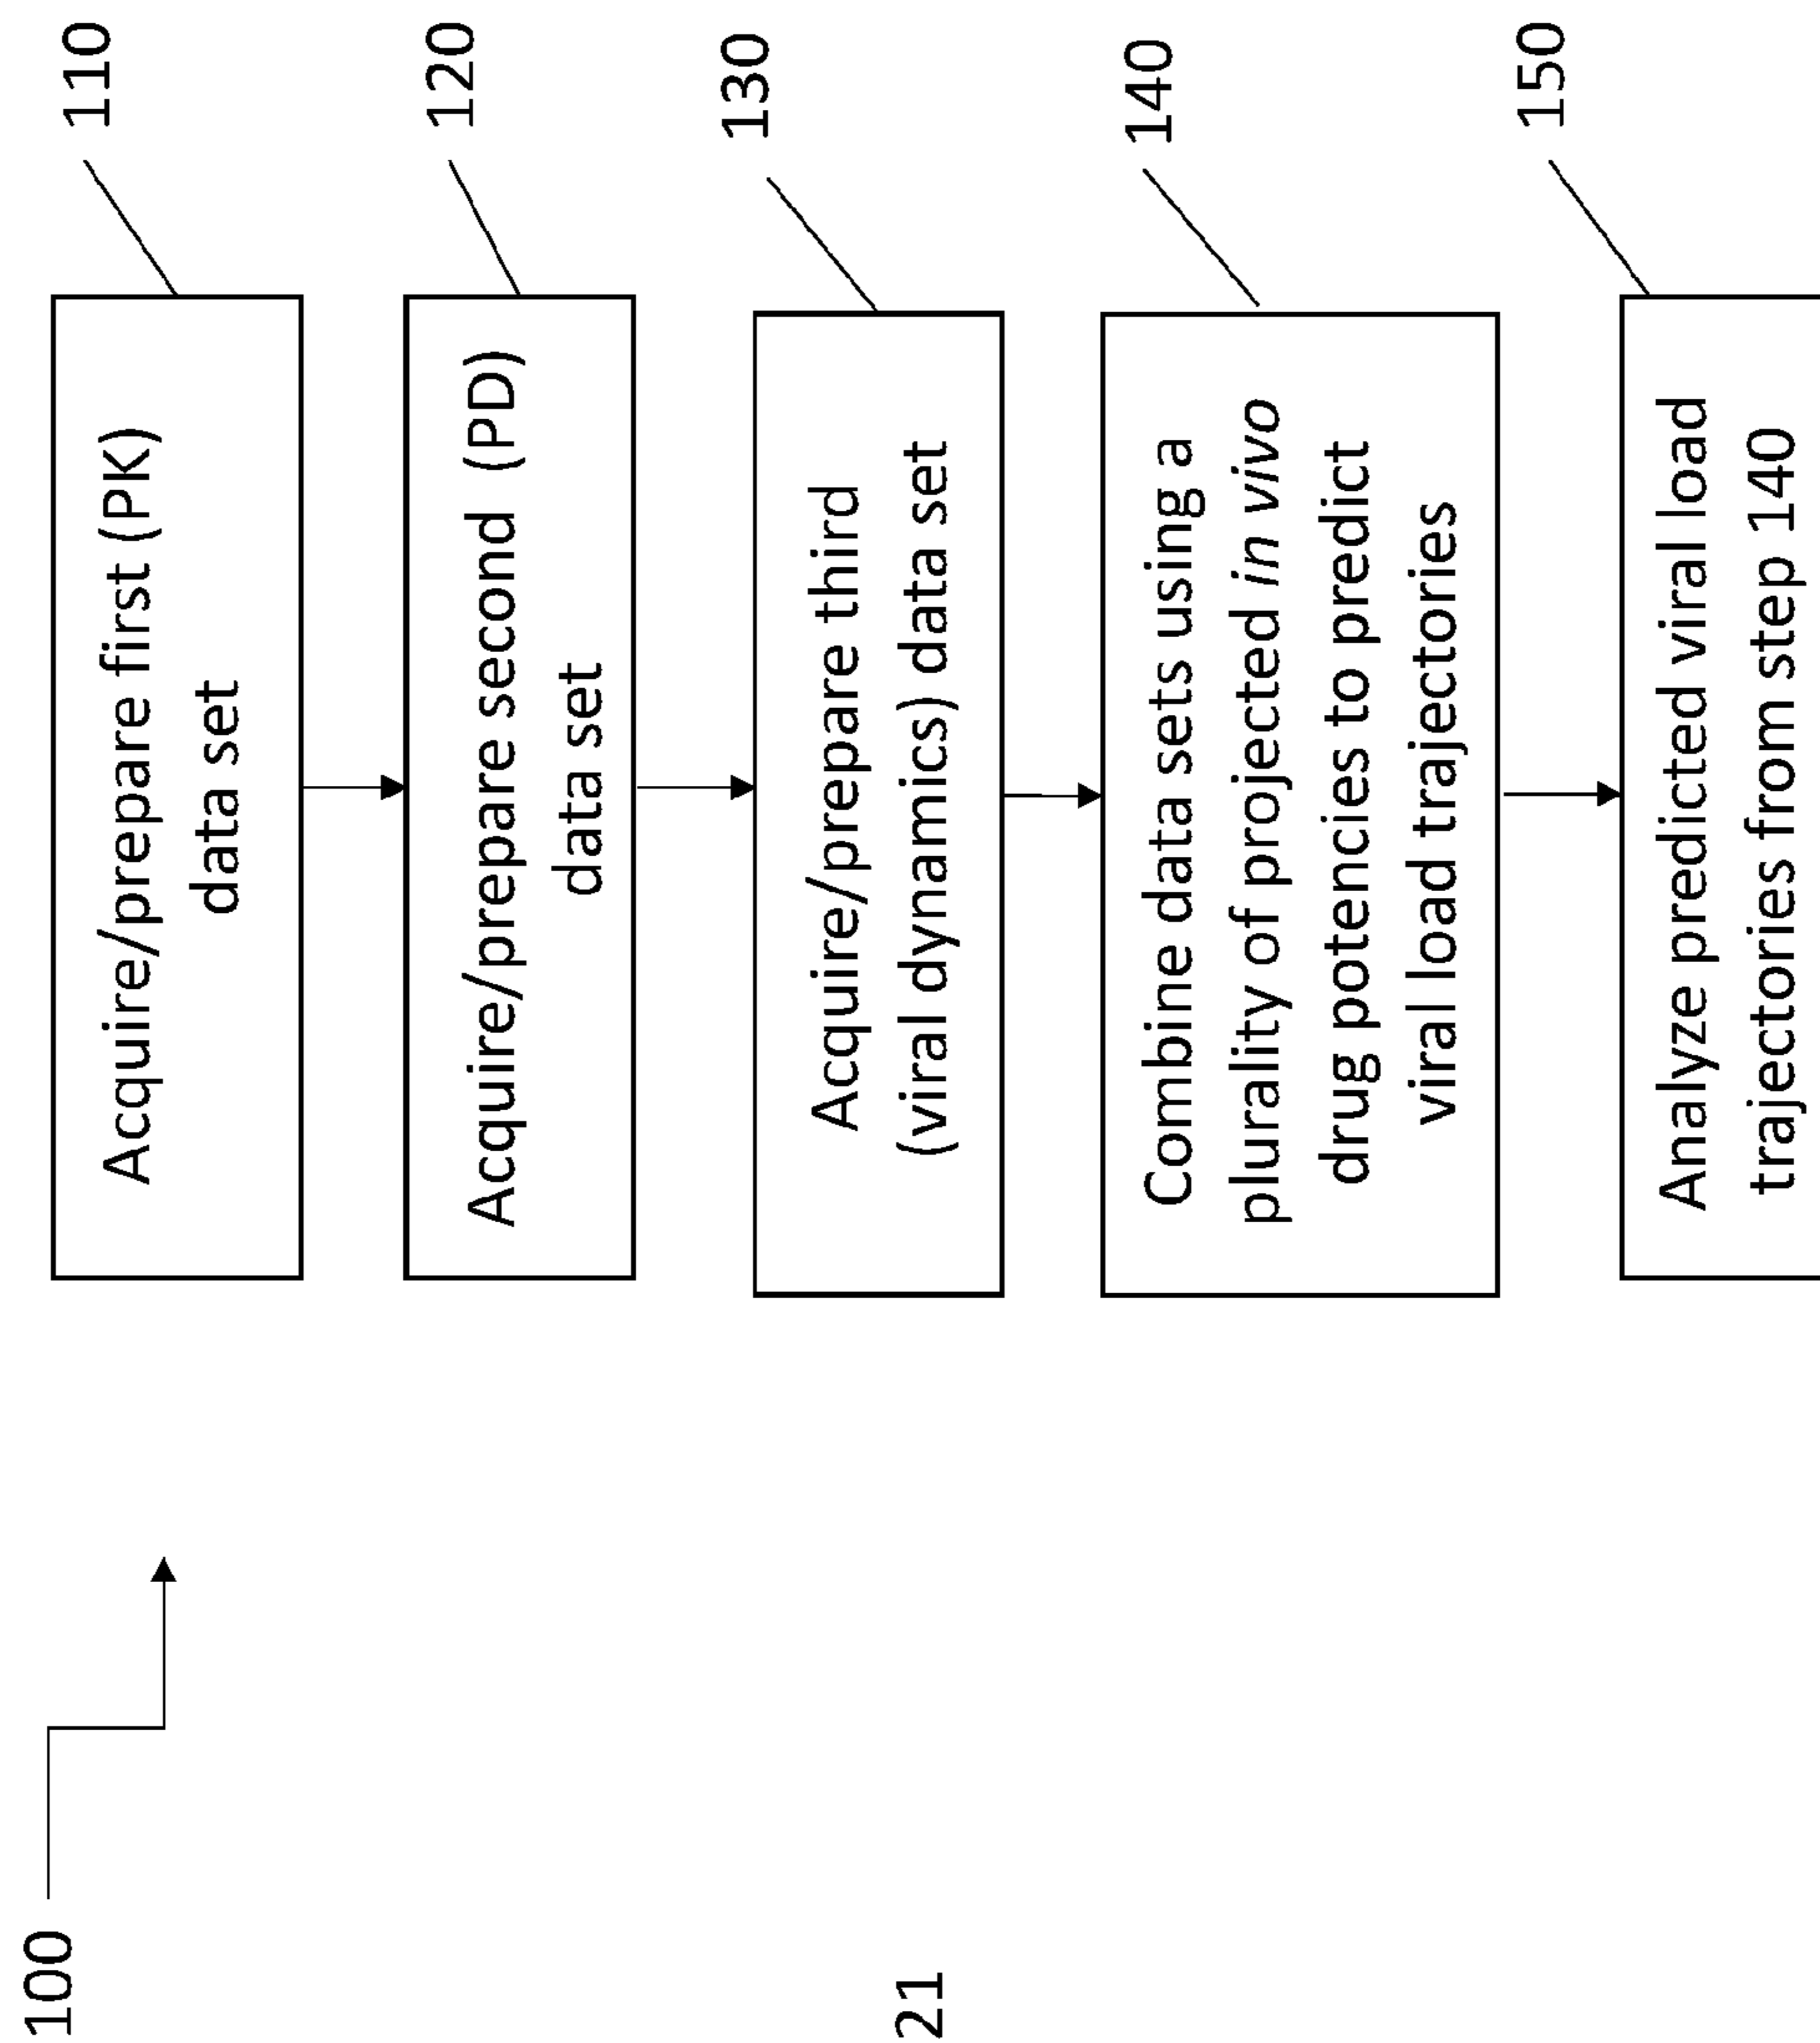 100
110
Acquire/prepare first (PK)
data set
120
Acquire/prepare second (PD)
data set
130
Acquire/prepare third
(viral dynamics) data set
21
140
Combine data sets using a
plurality of projected in vivo
drug potencies to predict
viral load trajectories
150
Analyze predicted viral load
trajectories from step 140